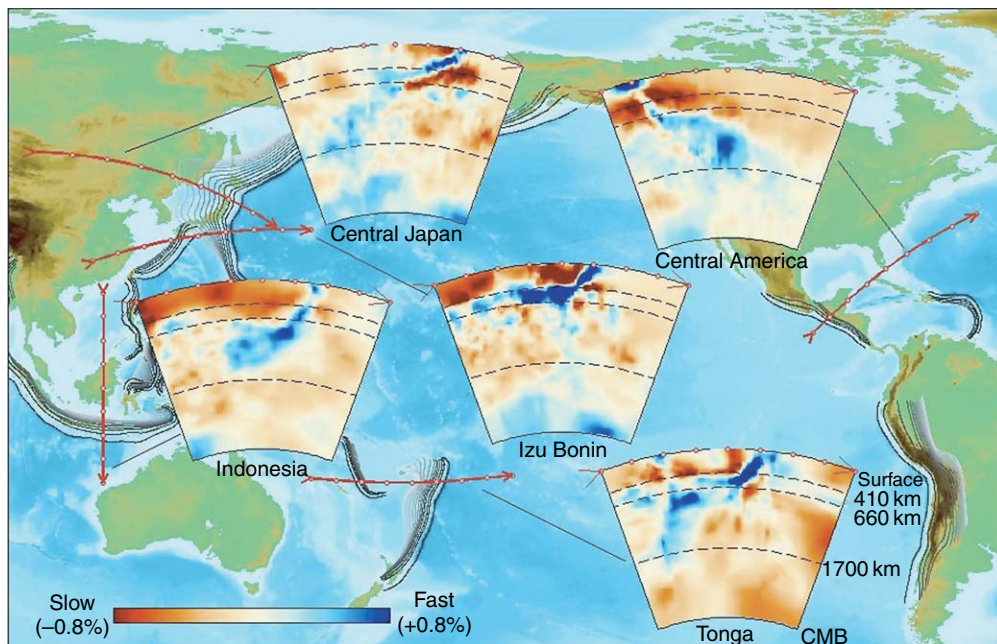 Central Japan
Central America
Indonesia
Izu Bonin
Surface
410 km
660 km
1700 km
Slow
(–0.8%)
Fast
(+0.8%)
Tonga
CMB